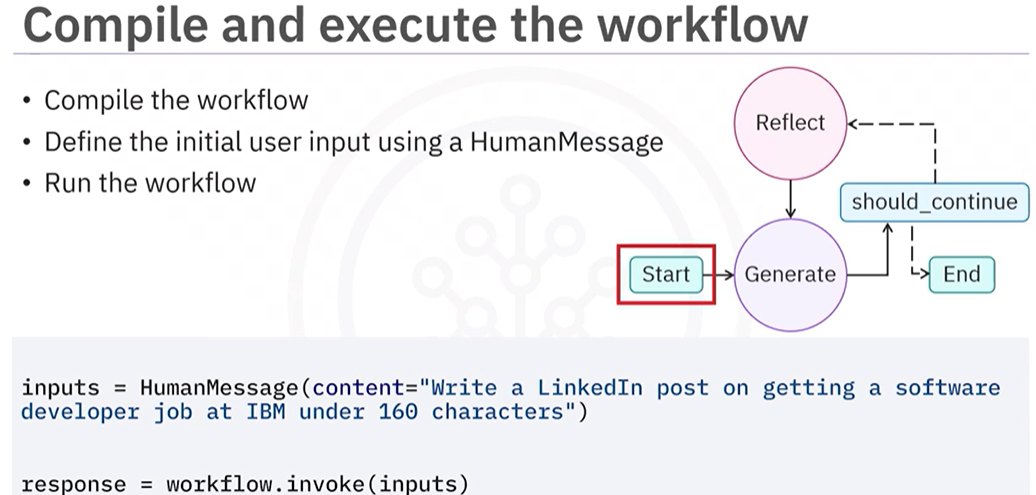 Compile and execute the workflow
• Compile the workflow
• Define the initial user input using a HumanMessage
• Run the workflow
Reflect
should_continue
Start
Generate
End
inputs = HumanMessage(content="Write a LinkedIn post on getting a software
developer job at IBM under 160 characters")
response = workflow.invoke(inputs)